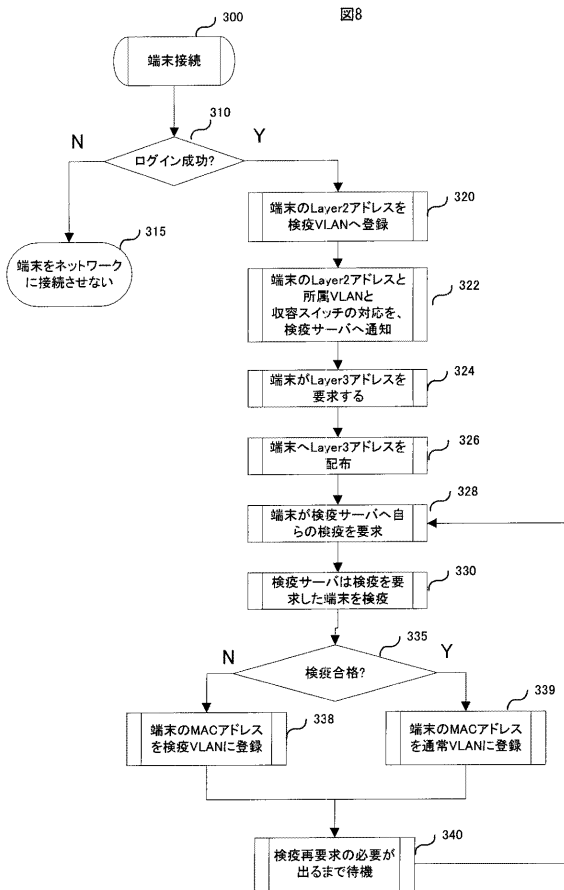 図8
300
端末接続
310
N
Y
ログイン成功?
315
端末をネットワーク
に接続させない
320
端末のLayer2アドレスを
検疫VLANへ登録
322
端末のLayer2アドレスと
所属VLANと
収容スイッチの対応を、
検疫サーバへ通知
324
端末がLayer3アドレスを
要求する
326
端末へLayer3アドレスを
配布
328
端末が検疫サーバへ自
らの検疫を要求
330
検疫サーバは検疫を要
求した端末を検疫
335
N
Y
検疫合格?
338
端末のMACアドレス
を検疫VLANに登録
339
端末のMACアドレス
を通常VLANに登録
340
検疫再要求の必要が
出るまで待機